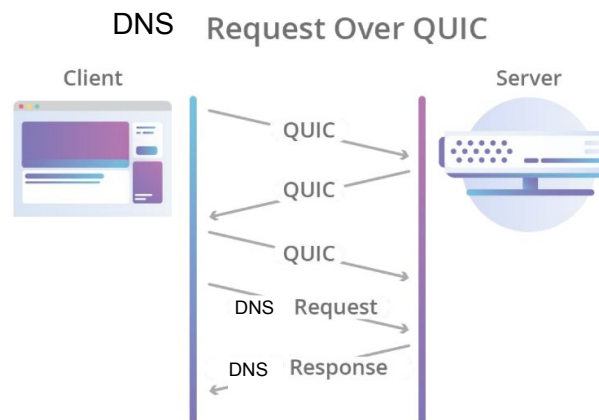 DNS Request Over QUIC
Client
Server
QUIC
QUIC
QUIC
DNS Request
DNS Response